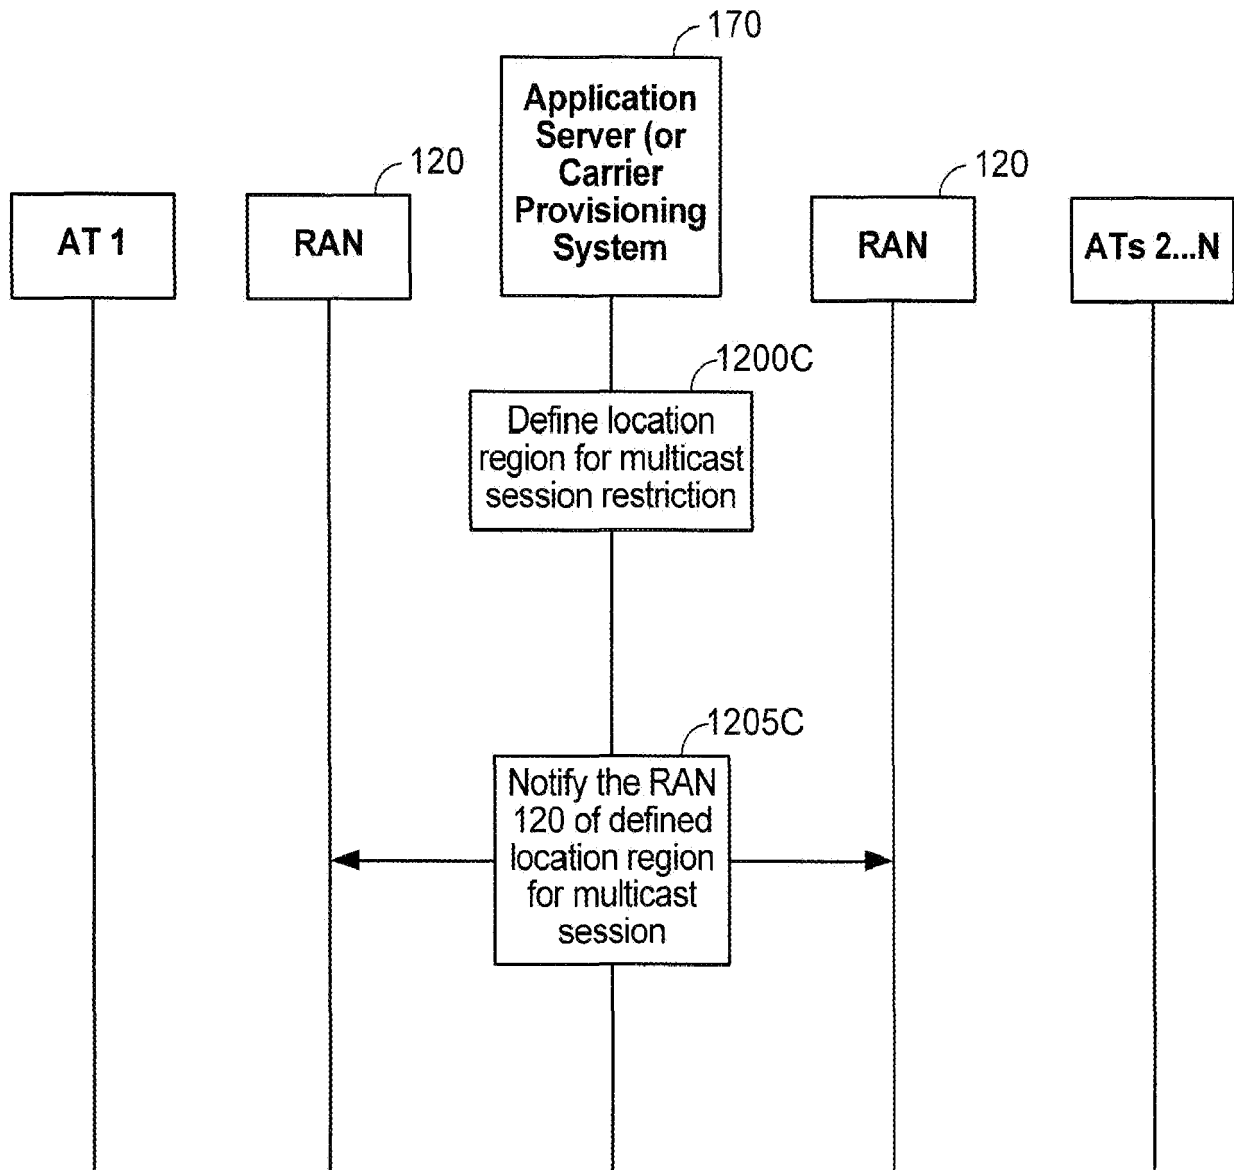 170
Application
Server (or
Carrier
Provisioning
System
120
120
AT 1
RAN
RAN
ATs 2...N
1200C
Define location
region for multicast
session restriction
1205C
Notify the RAN
120 of defined
location region
for multicast
session